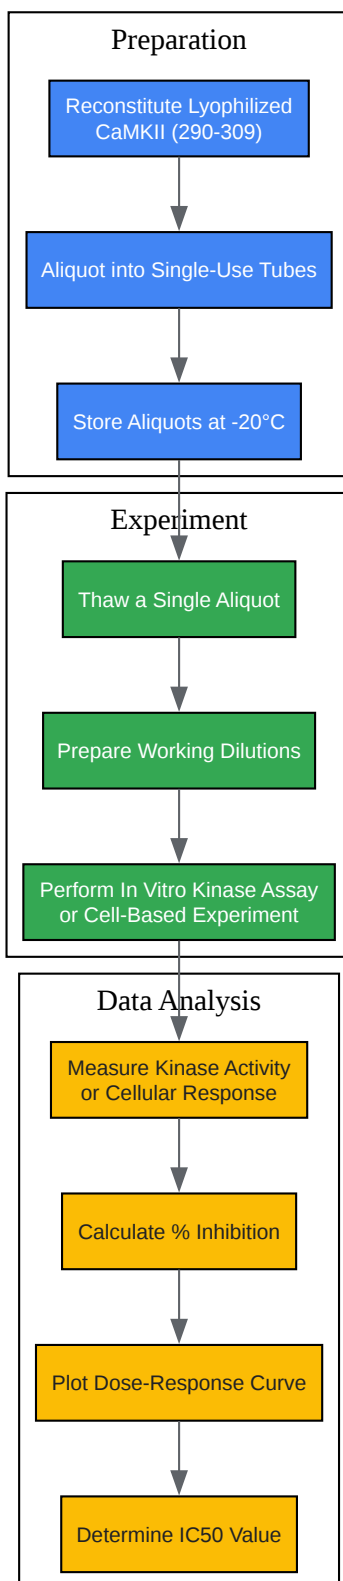 Preparation
Reconstitute Lyophilized
CaMKII (290-309)
Aliquot into Single-Use Tubes
Store Aliquots at -20°C
Experiment
Thaw a Single Aliquot
Prepare Working Dilutions
Perform In Vitro Kinase Assay
or Cell-Based Experiment
Data Analysis
Measure Kinase Activity
or Cellular Response
Calculate % Inhibition
Plot Dose-Response Curve
Determine IC50 Value